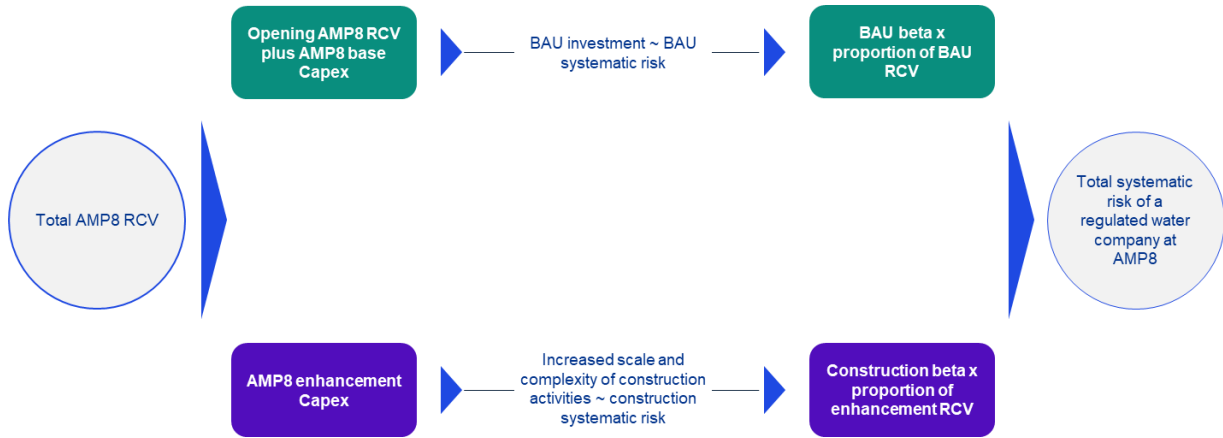 Total AMP8 RCV
Opening AMP8 RCV
plus AMP8 base
Capex
BAU investment ~ BAU
systematic risk
BAU beta x
proportion of BAU
RCV
AMP8 enhancement
Capex
Increased scale and
complexity of construction
activities ~ construction
systematic risk
Construction beta x
proportion of
enhancement RCV
Total systematic
risk of a
regulated water
company at
AMP8